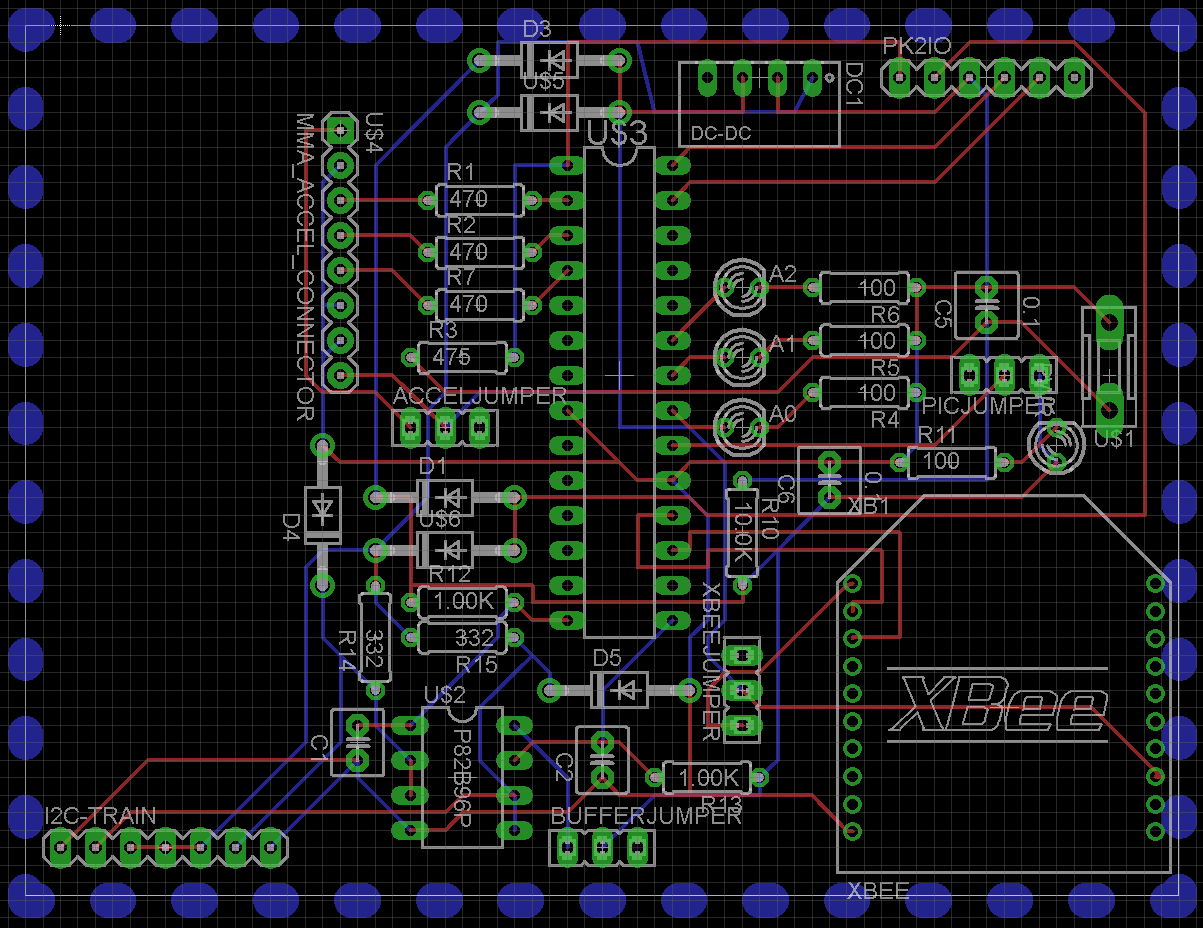 D3
PK2IO
U$5
DC1
U$4
DC-DC
U$3
MMA_ACCEL_CONNECTOR
R1
470
R2
470
A2
R7
100
470
C5
0.1
R6
R3
A1
100
475
R5
ACCELJUMPER
100
PICJUMPER
A0
R4
R11
U$1
100
D1
C6
0.1
XB1
D4
U$6
R10
10.0K
R12
1.00K
XBEEJUMPER
R14
332
332
R15
D5
U$2
XBee
C1
P82B96P
C2
1.00K
R13
I2C-TRAIN
BUFFERJUMPER
XBEE